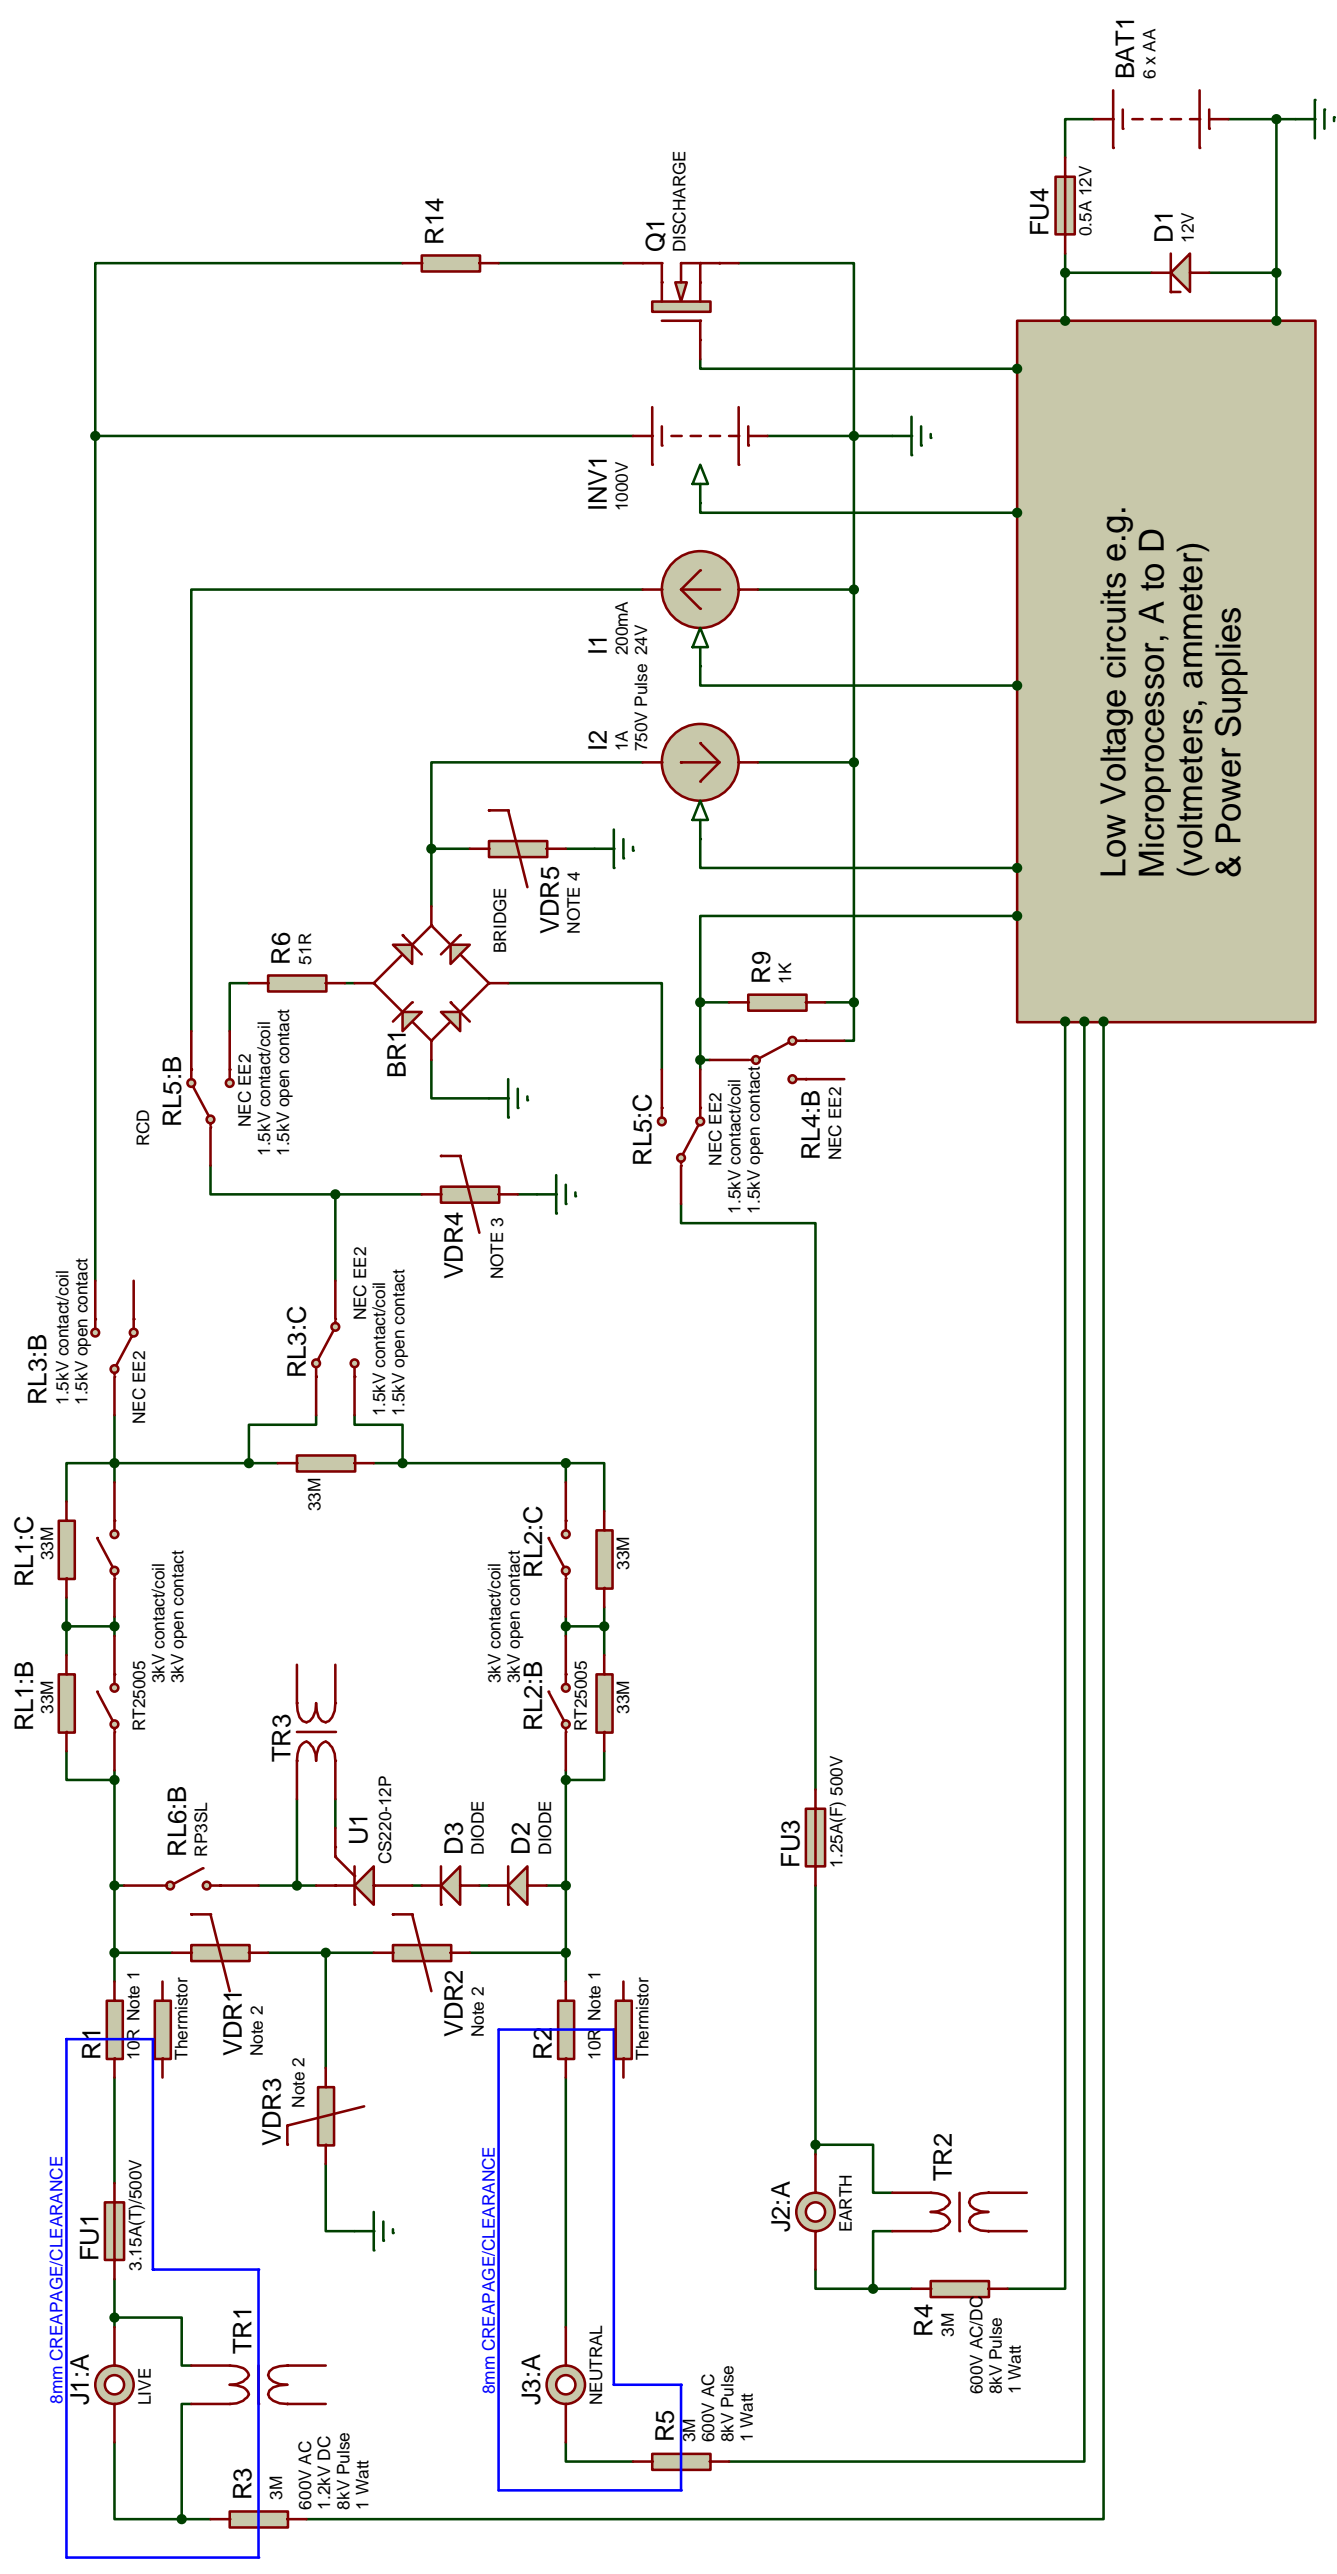 8mm CREAPAGE/CLEARANCE
J1:A
LIVE
TR1
R3
3M
600V AC
1.2kV DC
8kV Pulse
1 Watt
FU1
3.15A(T)/500V
R1
10R  Note 1
Thermistor
VDR1
Note 2
VDR3
Note 2
VDR2
Note 2
8mm CREAPAGE/CLEARANCE
J3:A
NEUTRAL
R5
3M
600V AC
8kV Pulse
1 Watt
R2
10R  Note 1
Thermistor
RL6:B
RP3SL
TR3
U1
CS220-12P
D3
DIODE
D2
DIODE
RL1:B
33M
RT25005
RL1:C
33M
3kV contact/coil
3kV open contact
RL2:B
RT25005
33M
3kV contact/coil
3kV open contact
RL2:C
33M
33M
RL3:B
1.5kV contact/coil
1.5kV open contact
NEC EE2
RL3:C
NEC EE2
1.5kV contact/coil
1.5kV open contact
VDR4
NOTE 3
RCD
RL5:B
NEC EE2
1.5kV contact/coil
1.5kV open contact
R6
51R
BR1
BRIDGE
VDR5
NOTE 4
RL5:C
NEC EE2
1.5kV contact/coil
1.5kV open contact
RL4:B
NEC EE2
R9
1K
I2
1A
750V Pulse
I1
200mA
24V
INV1
1000V
R14
Q1
DISCHARGE
J2:A
EARTH
TR2
R4
3M
600V AC/DC
8kV Pulse
1 Watt
FU3
1.25A(F) 500V
Low Voltage circuits e.g.
Microprocessor, A to D
(voltmeters, ammeter)
& Power Supplies
FU4
0.5A 12V
D1
12V
BAT1
6 x AA